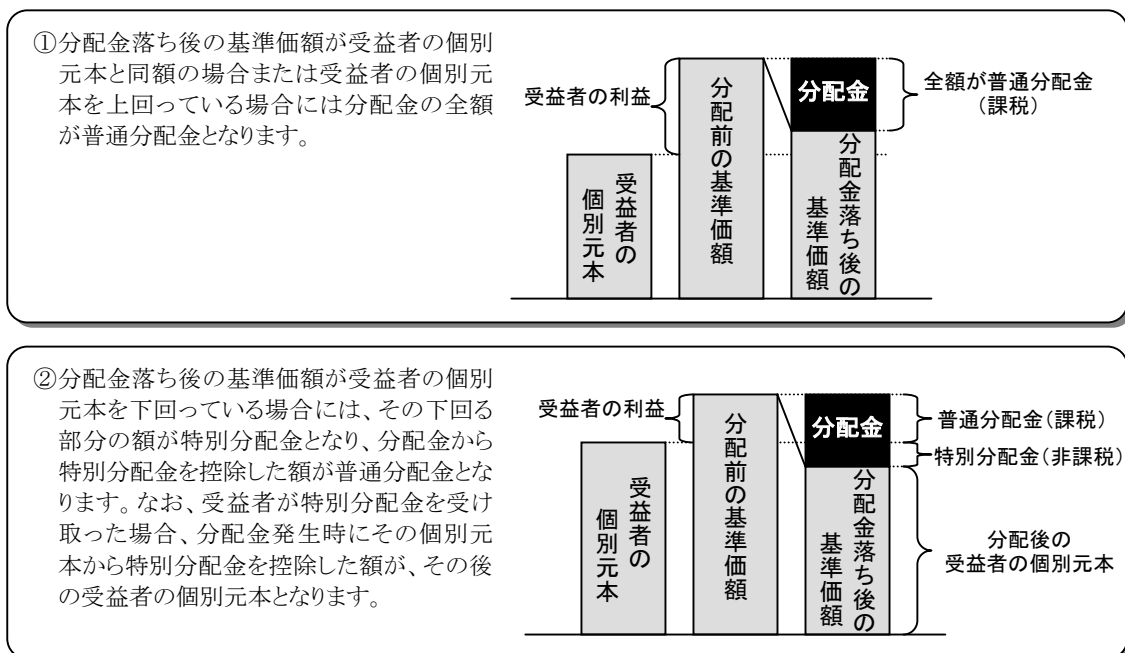 ①分配金落ち後の基準価額が受益者の個別
元本と同額の場合または受益者の個別元
本を上回っている場合には分配金の全額
が普通分配金となります。
受益者の利益
受益者の
個別元本
分配前の基準価額
分配金
分配金落ち後の
基準価額
全額が普通分配金
(課税)
②分配金落ち後の基準価額が受益者の個別
元本を下回っている場合には、その下回る
部分の額が特別分配金となり、分配金から
特別分配金を控除した額が普通分配金とな
ります。なお、受益者が特別分配金を受け
取った場合、分配金発生時にその個別元
本から特別分配金を控除した額が、その後
の受益者の個別元本となります。
受益者の利益
受益者の
個別元本
分配前の基準価額
分配金
分配金落ち後の
基準価額
普通分配金(課税)
特別分配金(非課税)
分配後の
受益者の個別元本